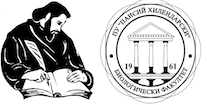 ПУ "ПАИСИЙ ХИЛЕНДАРСКИ"
19 61
БИОЛОГИЧЕСКИ ФАКУЛТЕТ